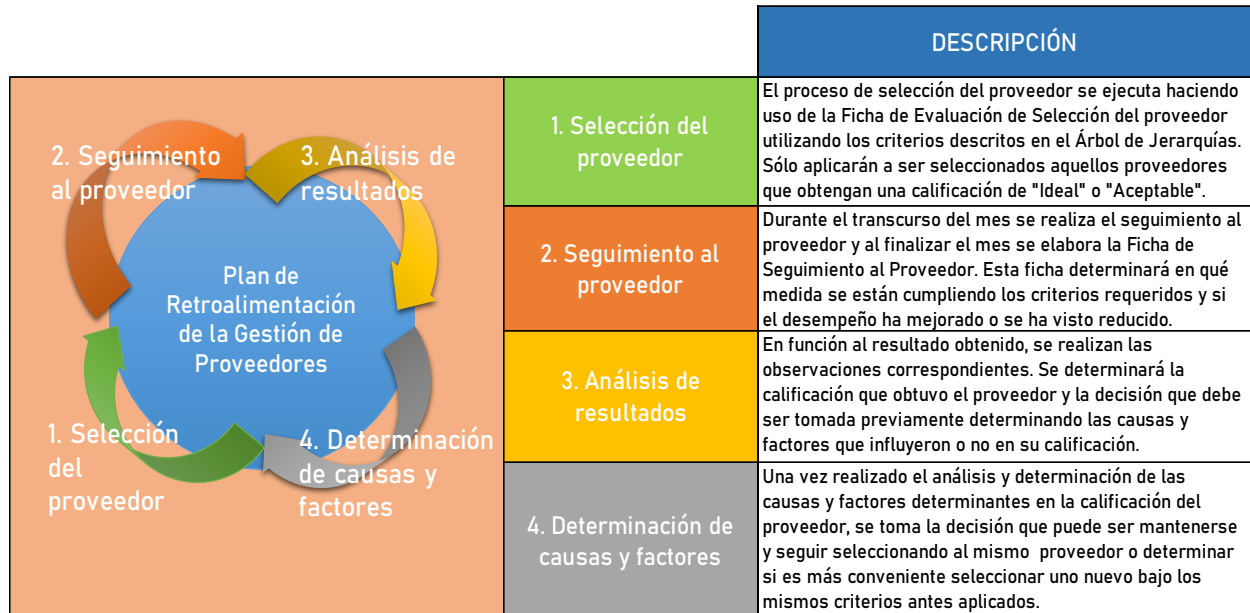 DESCRIPCIÓN
2. Seguimiento
al proveedor
3. Análisis de
resultados
Plan de
Retroalimentación
de la Gestión de
Proveedores
1. Selección
del
proveedor
4. Determinación
de causas y
factores
1. Selección del
proveedor
El proceso de selección del proveedor se ejecuta haciendo
uso de la Ficha de Evaluación de Selección del proveedor
utilizando los criterios descritos en el Árbol de Jerarquías.
Sólo aplicarán a ser seleccionados aquellos proveedores
que obtengan una calificación de "Ideal" o "Aceptable".
2. Seguimiento al
proveedor
Durante el transcurso del mes se realiza el seguimiento al
proveedor y al finalizar el mes se elabora la Ficha de
Seguimiento al Proveedor. Esta ficha determinará en qué
medida se están cumpliendo los criterios requeridos y si
el desempeño ha mejorado o se ha visto reducido.
3. Análisis de
resultados
En función al resultado obtenido, se realizan las
observaciones correspondientes. Se determinará la
calificación que obtuvo el proveedor y la decisión que debe
ser tomada previamente determinando las causas y
factores que influyeron o no en su calificación.
4. Determinación de
causas y factores
Una vez realizado el análisis y determinación de las
causas y factores determinantes en la calificación del
proveedor, se toma la decisión que puede ser mantenerse
y seguir seleccionando al mismo proveedor o determinar
si es más conveniente seleccionar uno nuevo bajo los
mismos criterios antes aplicados.